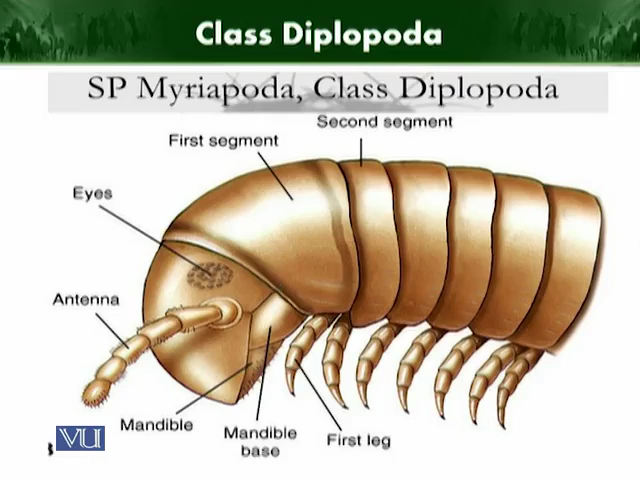 Class Diplopoda
SP Myriapoda, Class Diplopoda
Second segment
First segment
Eyes
Antenna
Mandible
Mandible
base
First leg
VU